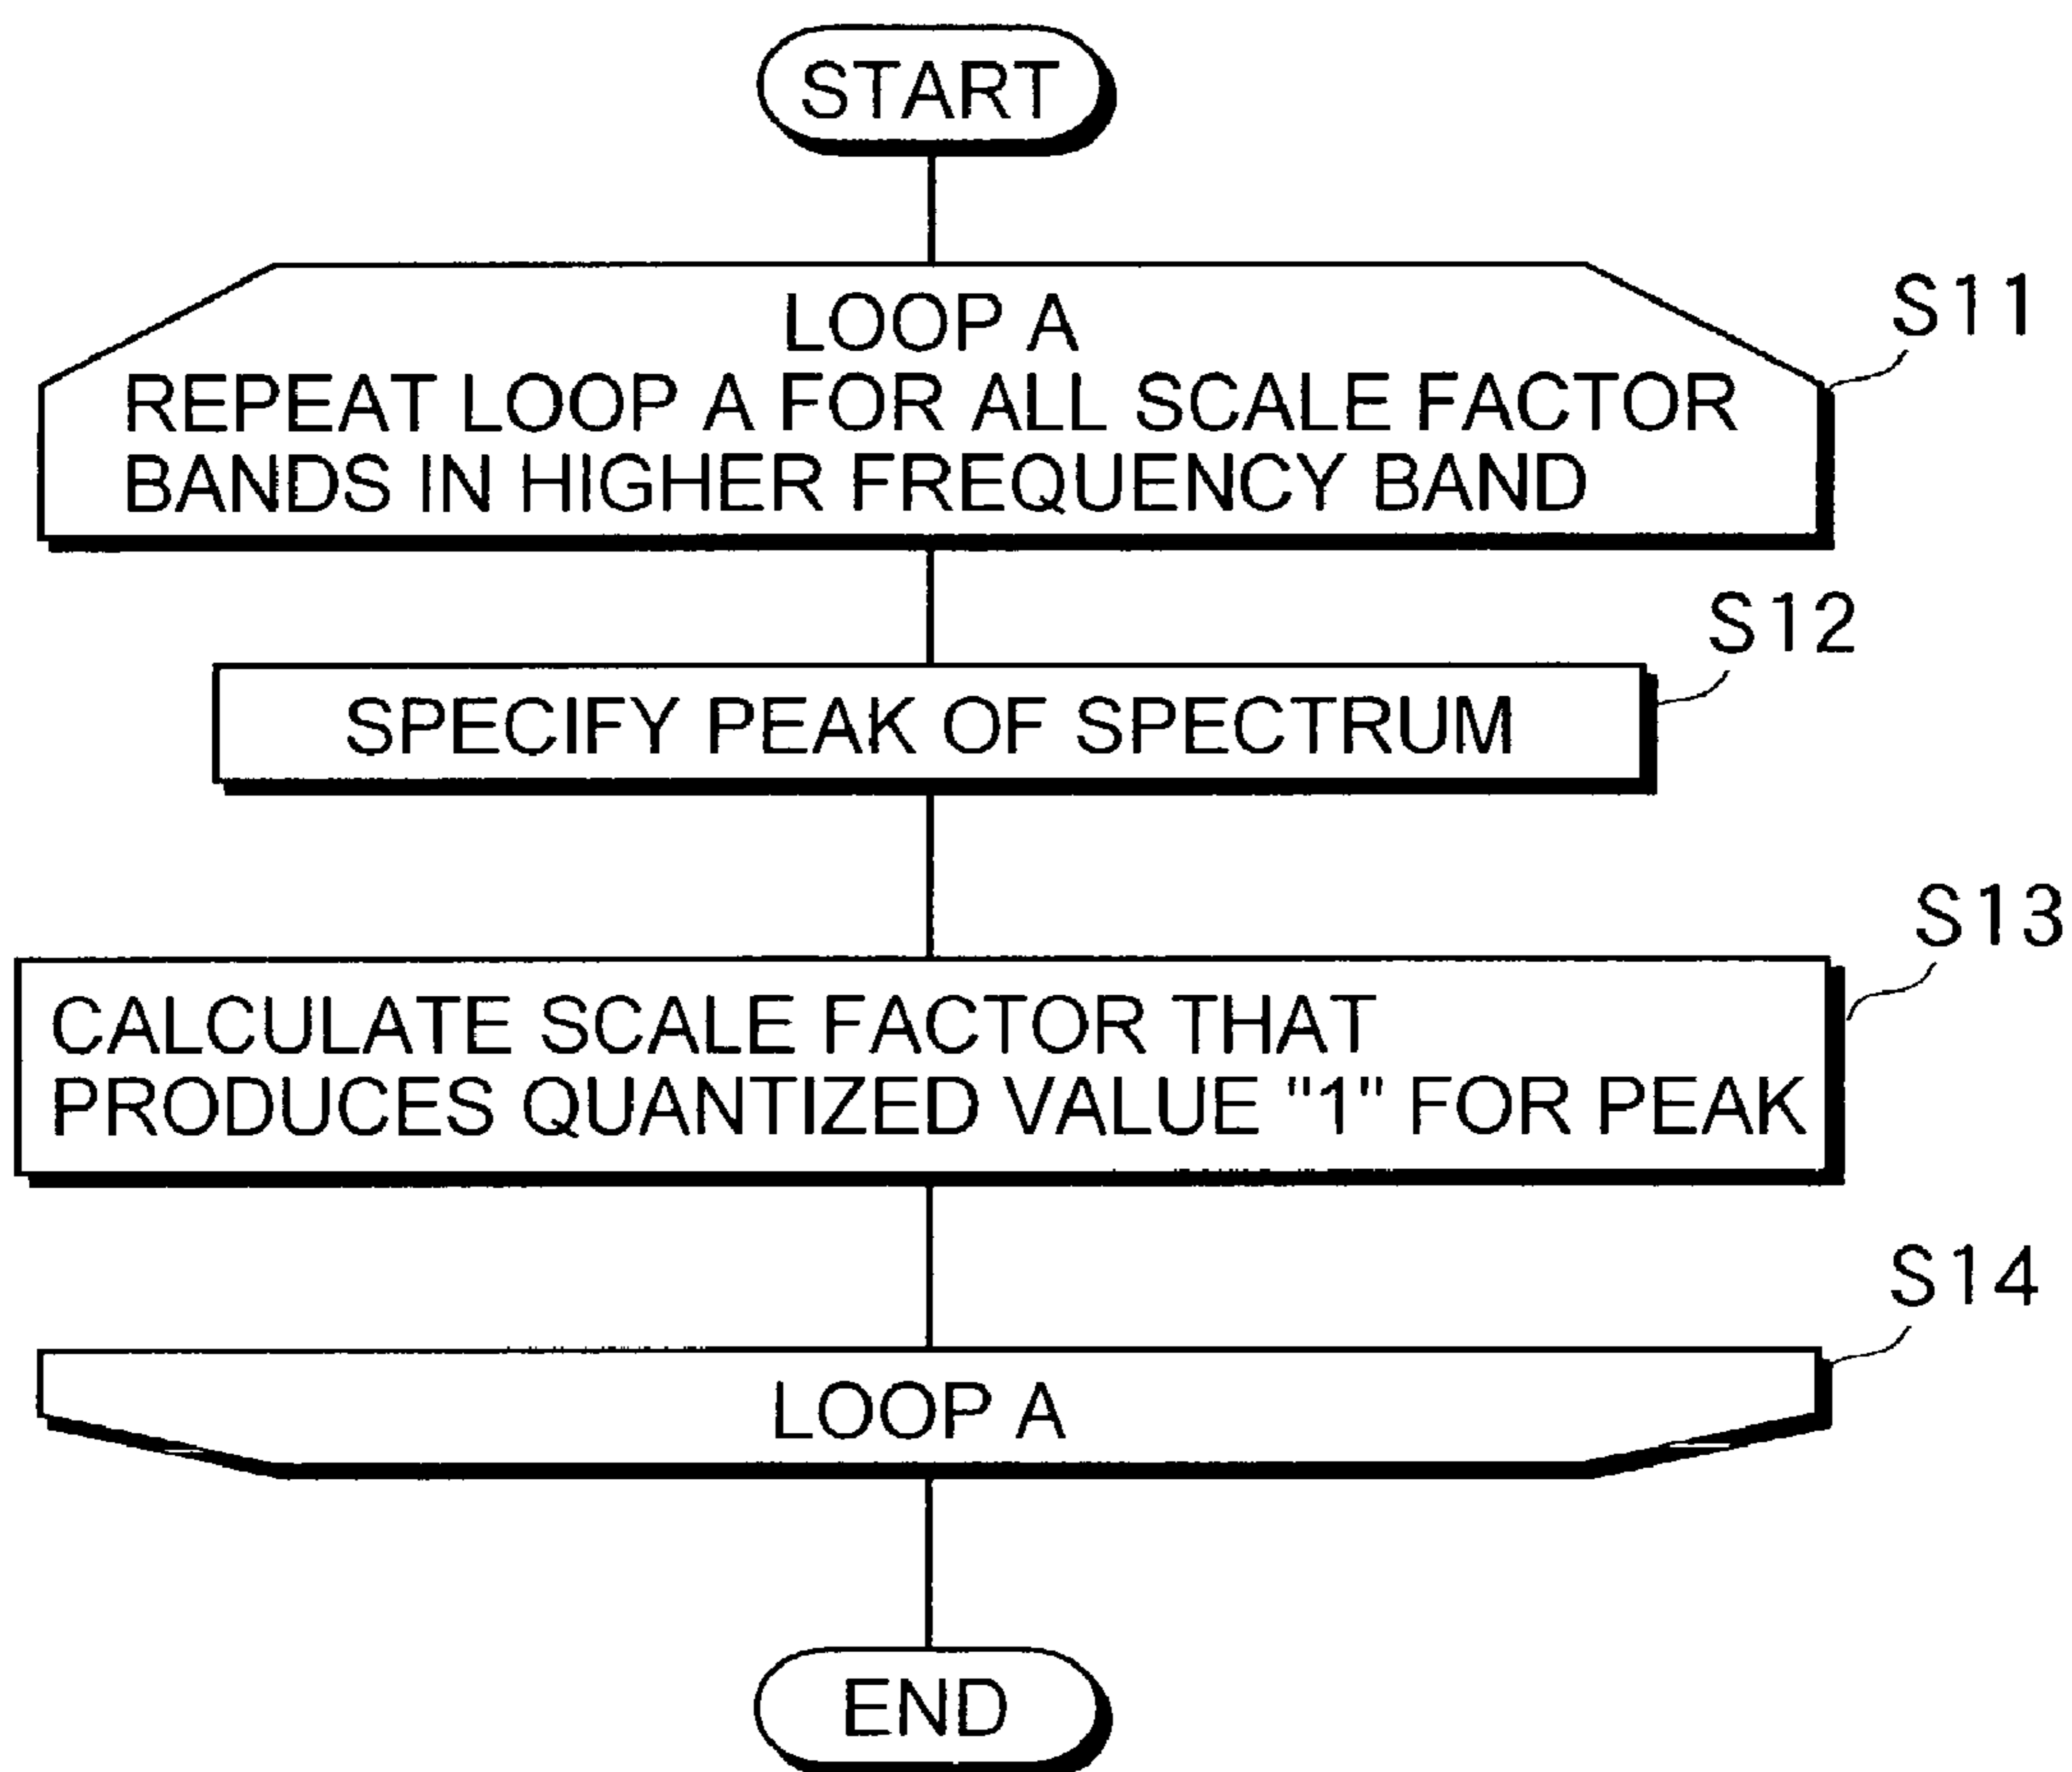 START
LOOP A
REPEAT LOOP A FOR ALL SCALE FACTOR
BANDS IN HIGHER FREQUENCY BAND
S11
SPECIFY PEAK OF SPECTRUM
S12
CALCULATE SCALE FACTOR THAT
PRODUCES QUANTIZED VALUE "1" FOR PEAK
S13
LOOP A
S14
END